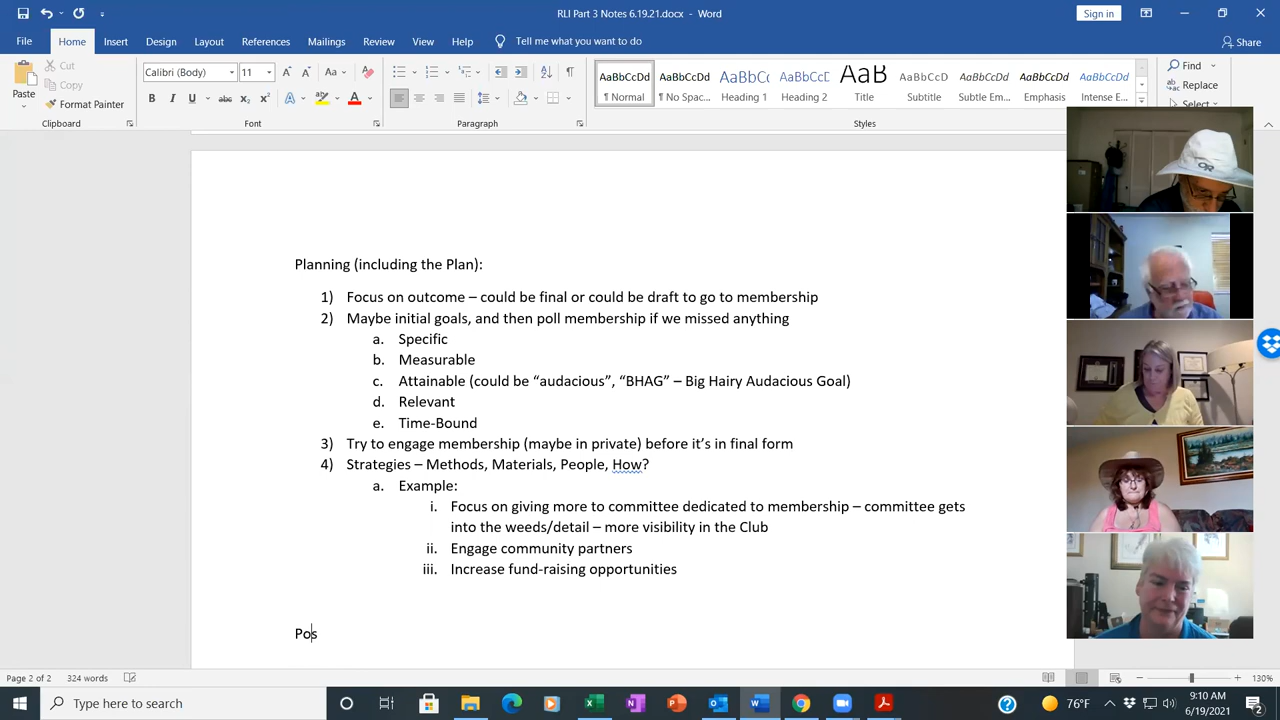 RLI Part 3 Notes 6.19.21.docx - Word
Sign in
File Home Insert Design Layout References Mailings Review View Help Tell me what you want to do Share
Cut
Copy
Paste
Format Painter
Clipboard
Calibri (Body) 11
Font
Paragraph
AaBbCcDd AaBbCcDd AaBbCc AaBbCcC AaB AaBbCcD AaBbCcDd AaBbCcDd AaBbCcDd
¶ Normal ¶ No Spac... Heading 1 Heading 2 Title Subtitle Subtle Em... Emphasis Intense E...
Styles
Find
Replace
Select
Planning (including the Plan):
1) Focus on outcome – could be final or could be draft to go to membership
2) Maybe initial goals, and then poll membership if we missed anything
a. Specific
b. Measurable
c. Attainable (could be “audacious”, “BHAG” – Big Hairy Audacious Goal)
d. Relevant
e. Time-Bound
3) Try to engage membership (maybe in private) before it’s in final form
4) Strategies – Methods, Materials, People, How?
a. Example:
i. Focus on giving more to committee dedicated to membership – committee gets
into the weeds/detail – more visibility in the Club
ii. Engage community partners
iii. Increase fund-raising opportunities
Pos
Page 2 of 2 324 words
130%
Type here to search
76°F
9:10 AM
6/19/2021
2